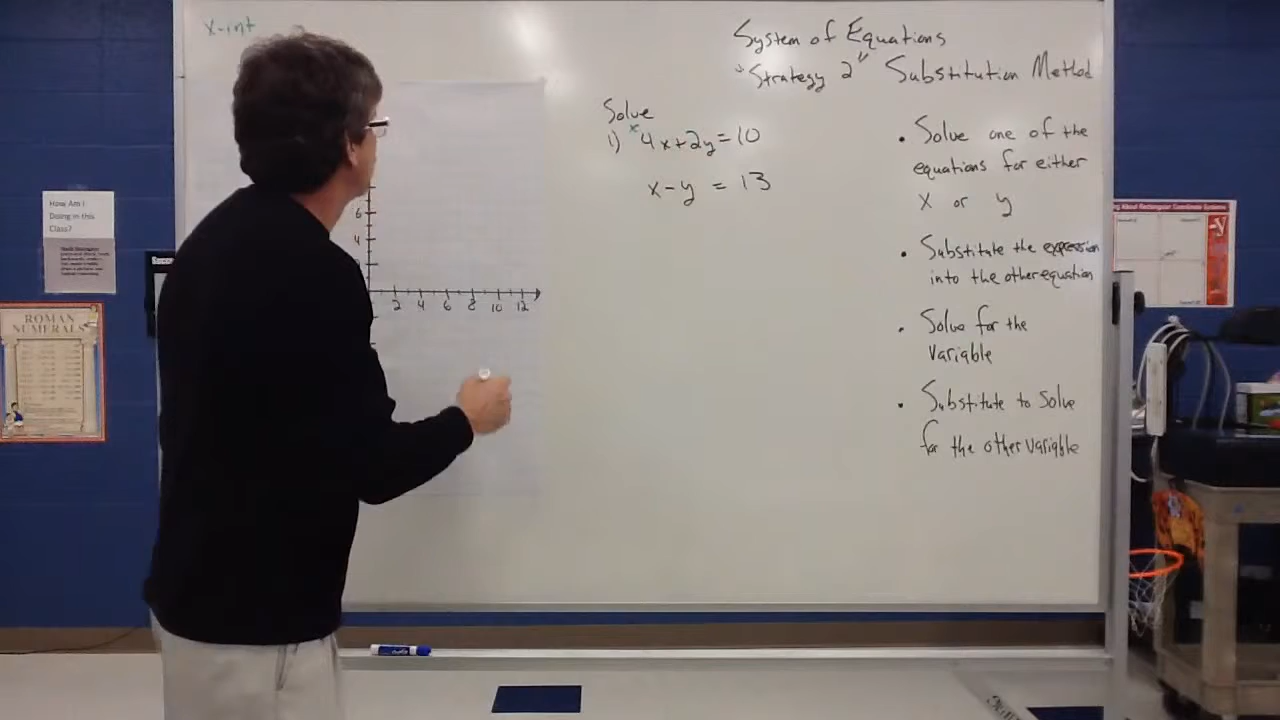 x-int
System of Equations
"Strategy 2" Substitution Method
Solve
1) *4x+2y=10
x-y = 13
• Solve one of the
equations for either
x or y
• Substitute the expression
into the other equation
• Solve for the
variable
• Substitute to solve
for the other variable
6
4
2 4 6 8 10 12
How Am I
Doing in this
Class?
ROMAN
NUMERALS